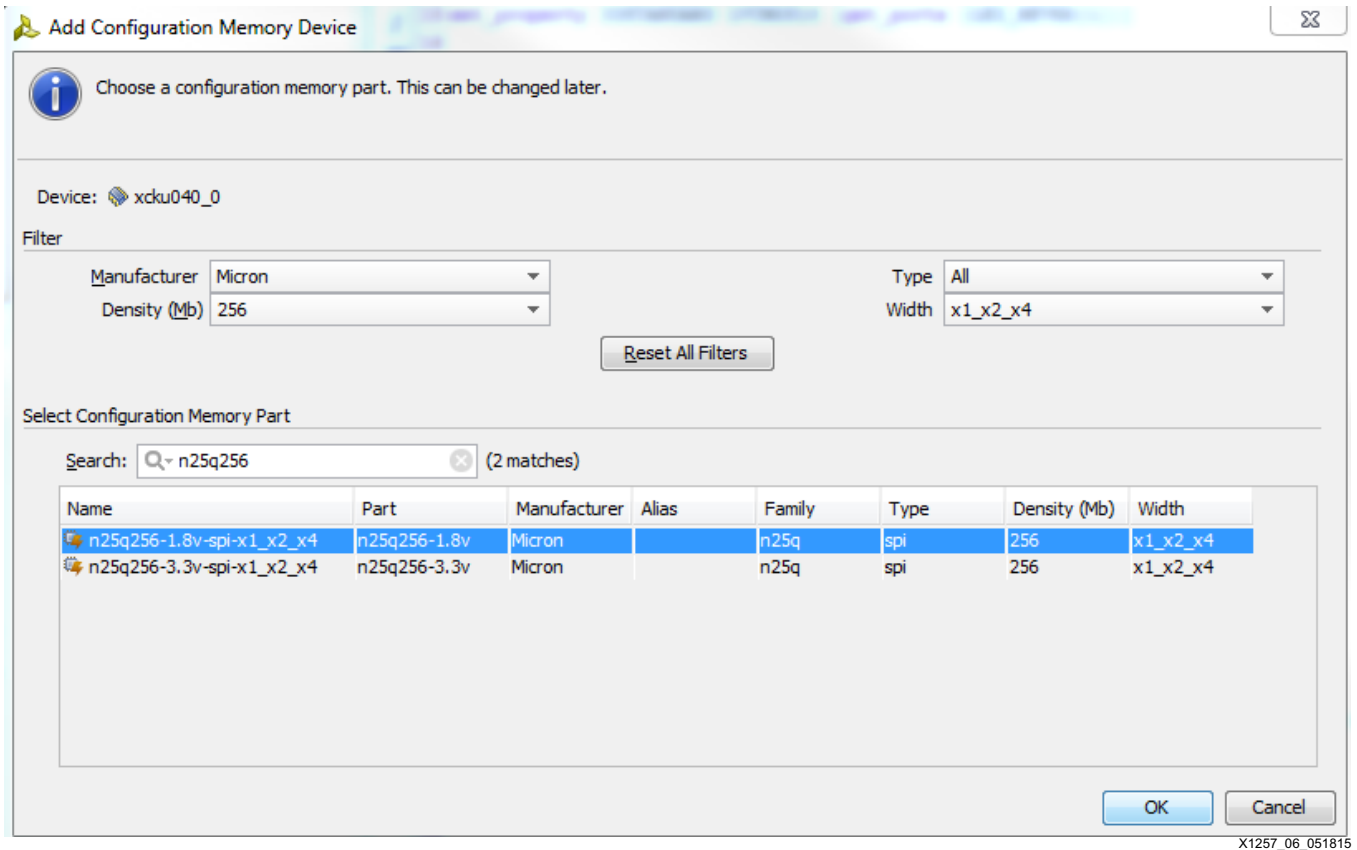 Add Configuration Memory Device
Choose a configuration memory part. This can be changed later.
Device: xcku040_0
Filter
Manufacturer Micron Type All
Density (Mb) 256 Width x1_x2_x4
Reset All Filters
Select Configuration Memory Part
Search: n25q256 (2 matches)
Name Part Manufacturer Alias Family Type Density (Mb) Width
n25q256-1.8v-spi-x1_x2_x4 n25q256-1.8v Micron n25q spi 256 x1_x2_x4
n25q256-3.3v-spi-x1_x2_x4 n25q256-3.3v Micron n25q spi 256 x1_x2_x4
OK Cancel
X1257_06_051815